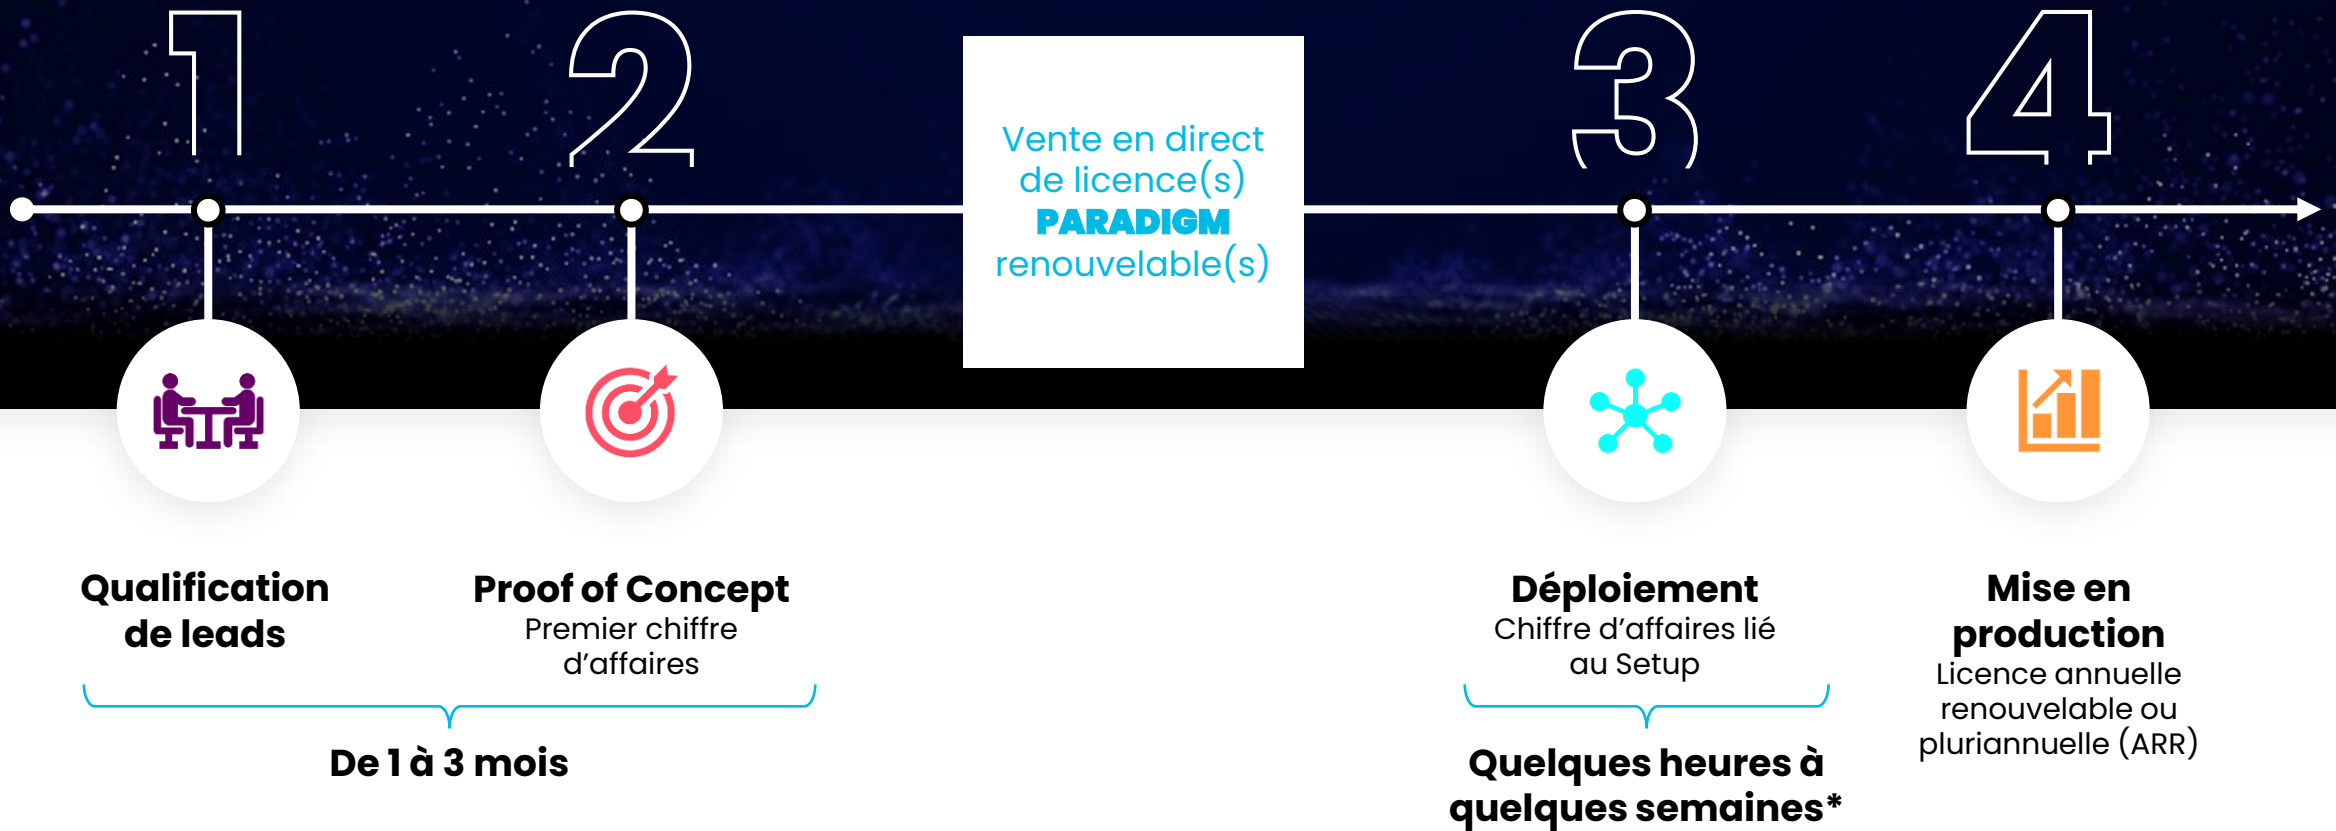 1
2
3
4
Vente en direct
de licence(s)
PARADIGM
renouvelable(s)
Qualification
de leads
Proof of Concept
Premier chiffre
d’affaires
De 1 à 3 mois
Déploiement
Chiffre d’affaires lié
au Setup
Quelques heures à
quelques semaines*
Mise en
production
Licence annuelle
renouvelable ou
pluriannuelle (ARR)